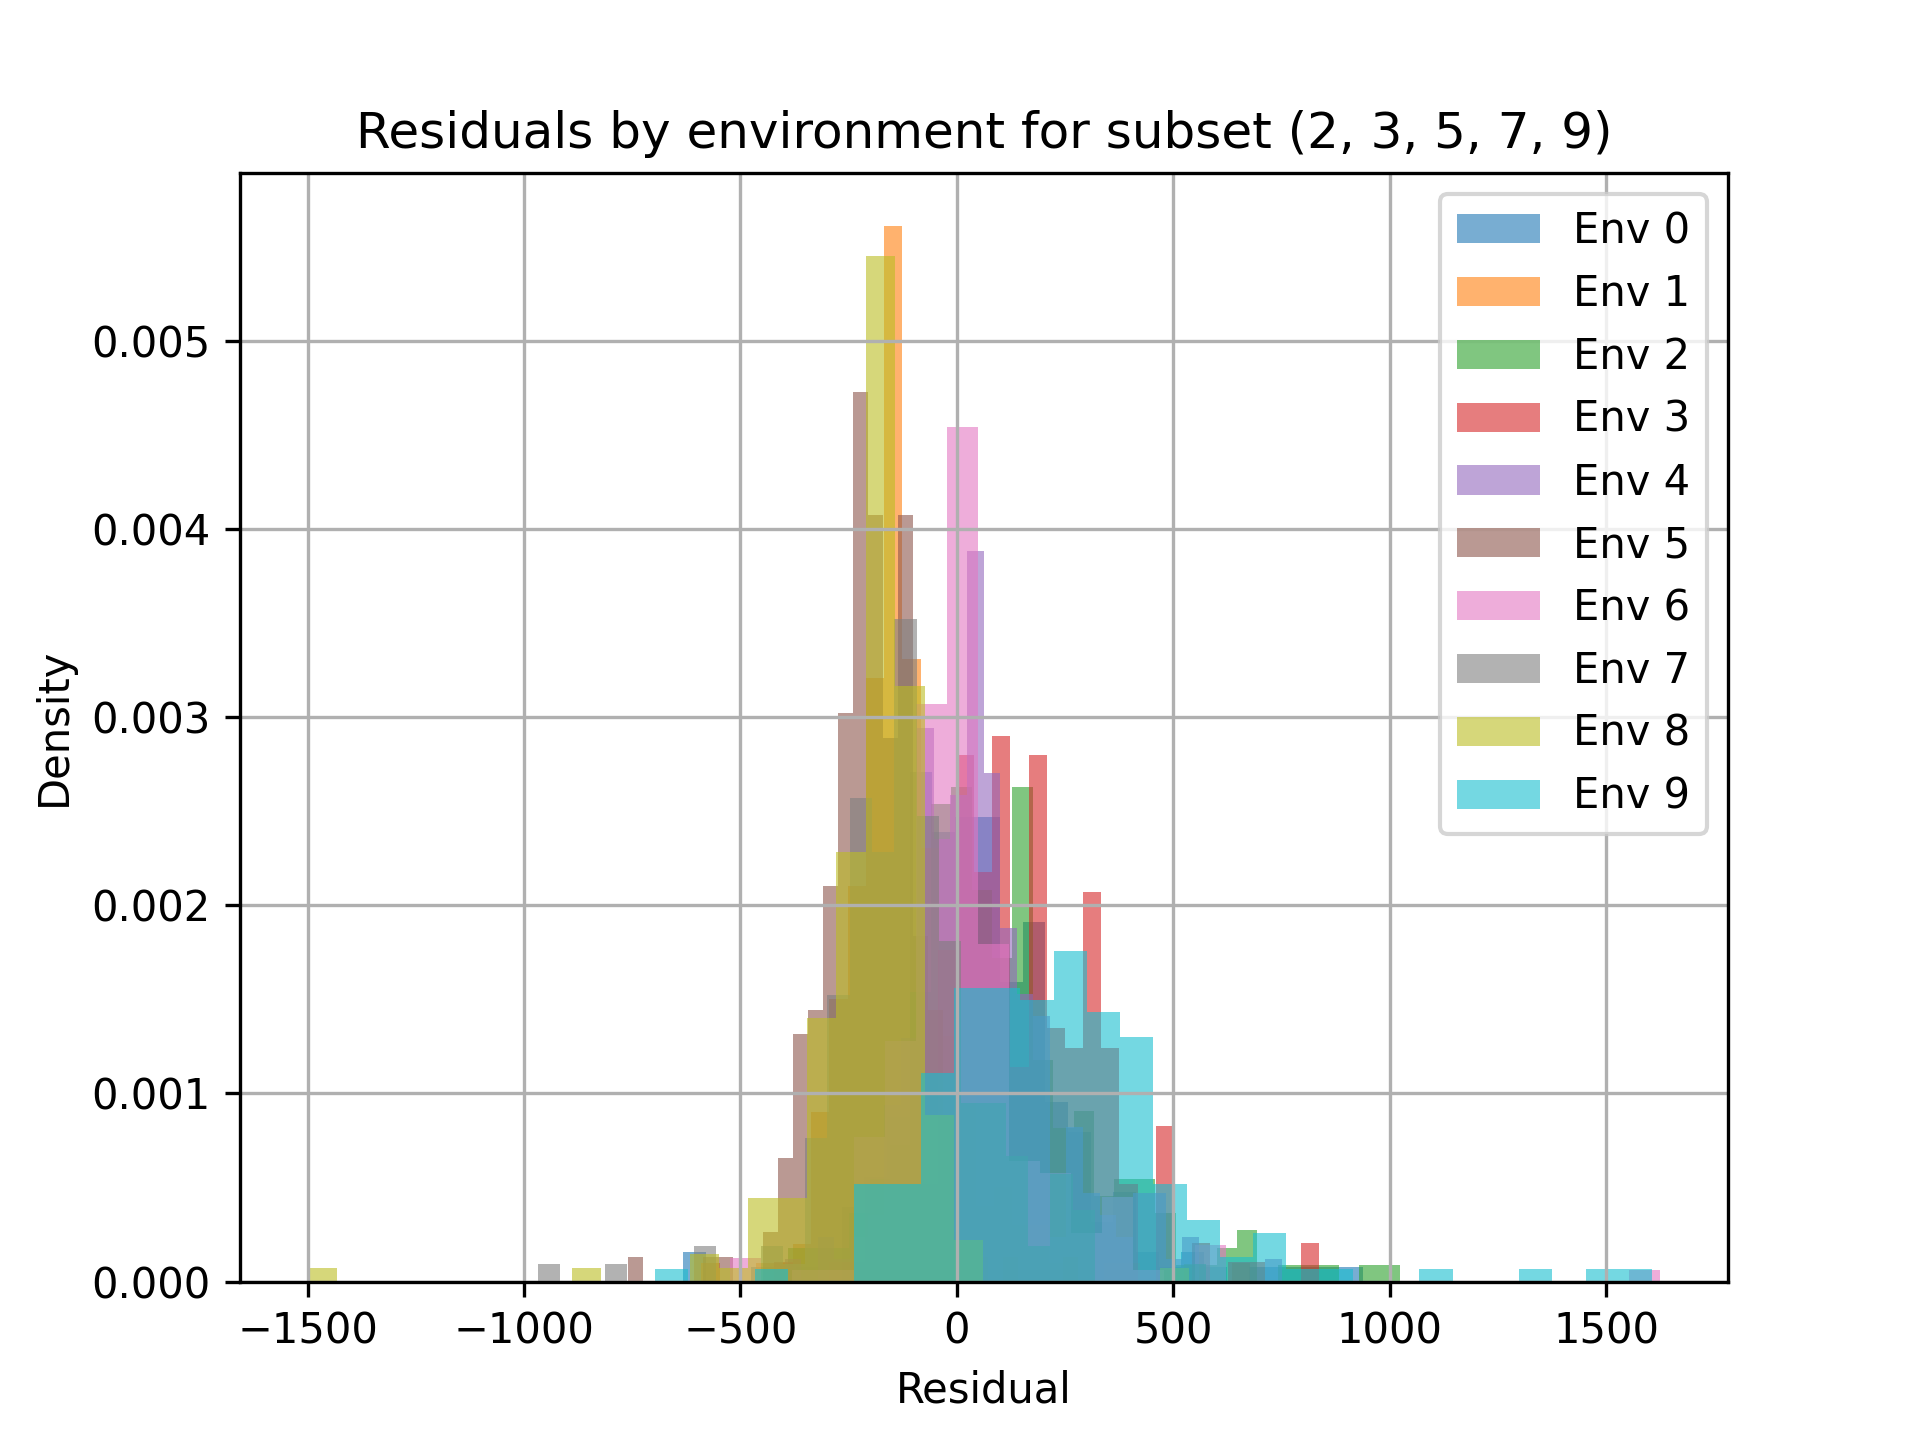 Residuals by environment for subset (2, 3, 5, 7, 9)
Env 0
Env 1
Env 2
Env 3
Env 4
Env 5
Env 6
Env 7
Env 8
Env 9
Density
0.005
0.004
0.003
0.002
0.001
0.000
−1500 −1000 −500 0 500 1000 1500
Residual